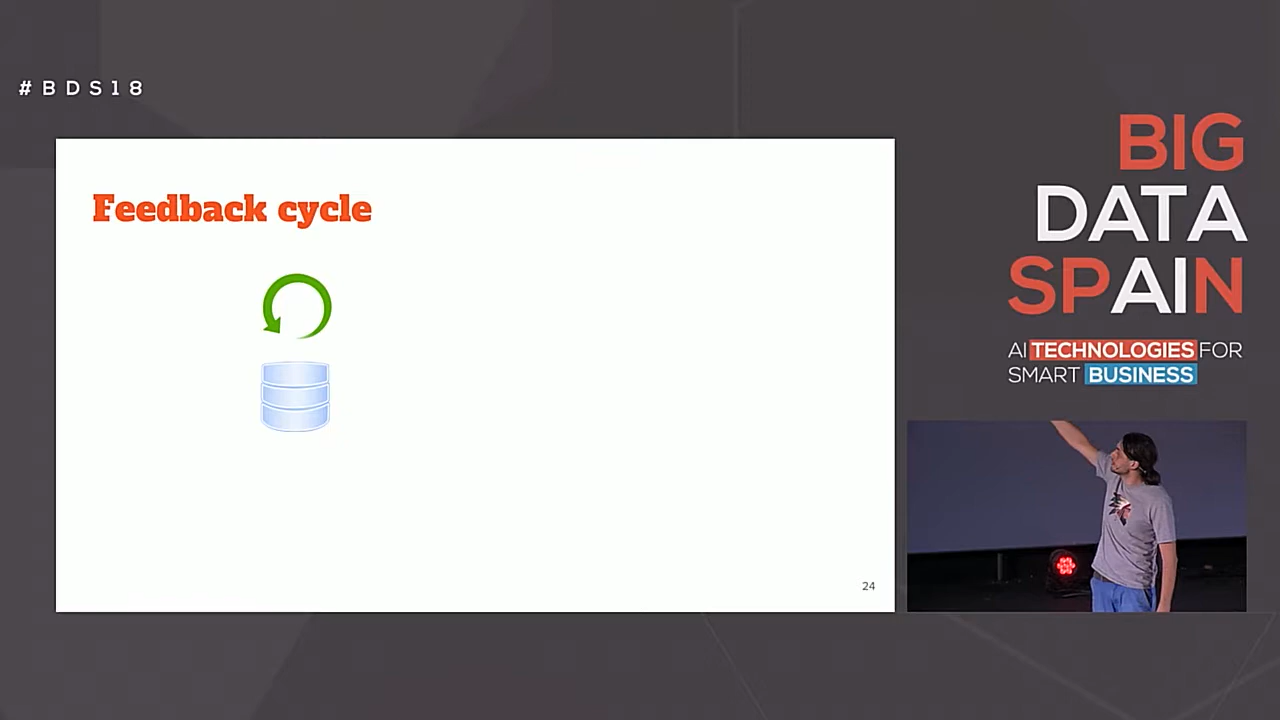 #BDS18
Feedback cycle
24
BIG
DATA
SPAIN
AI TECHNOLOGIES FOR
SMART BUSINESS